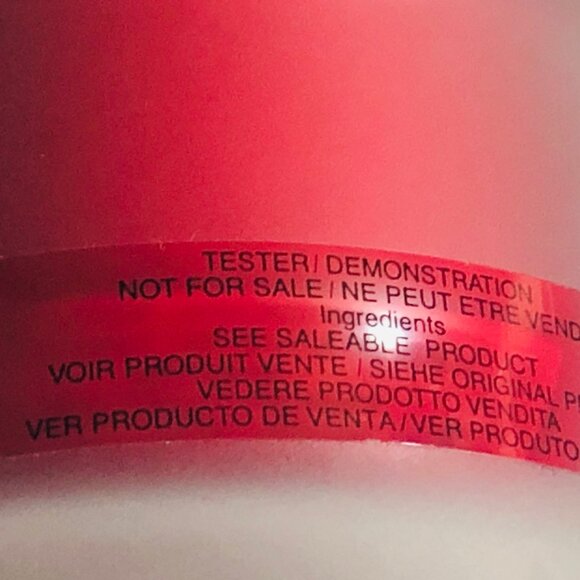 TESTER/DEMONSTRATION
NOT FOR SALE/NE PEUT ETRE VEND
Ingredients
SEE SALEABLE PRODUCT
VOIR PRODUIT VENTE/SIEHE ORIGINAL
VEDERE PRODOTTO VENDITA
VER PRODUCTO DE VENTA/VER PRODUTO